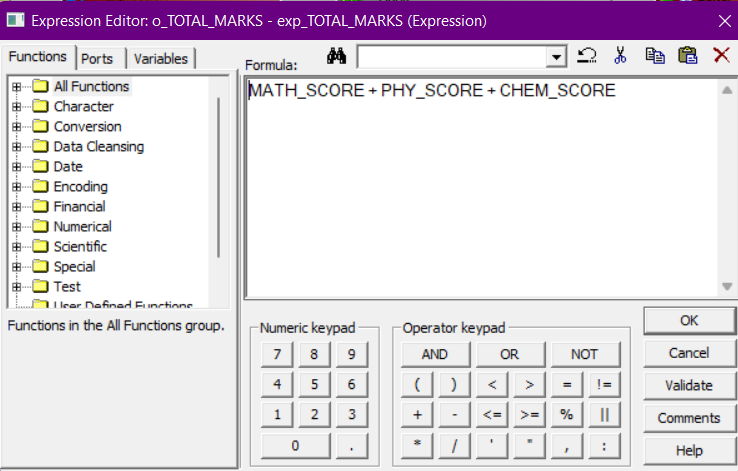 Expression Editor: o_TOTAL_MARKS - exp_TOTAL_MARKS (Expression)
Functions Ports Variables
All Functions
Character
Conversion
Data Cleansing
Date
Encoding
Financial
Numerical
Scientific
Special
Test
User Defined Functions
Functions in the All Functions group.
Formula:
MATH_SCORE + PHY_SCORE + CHEM_SCORE
Numeric keypad
7 8 9
4 5 6
1 2 3
0 .
Operator keypad
AND OR NOT
( ) < > = !=
+ - <= >= % ||
* / ' " , :
OK
Cancel
Validate
Comments
Help